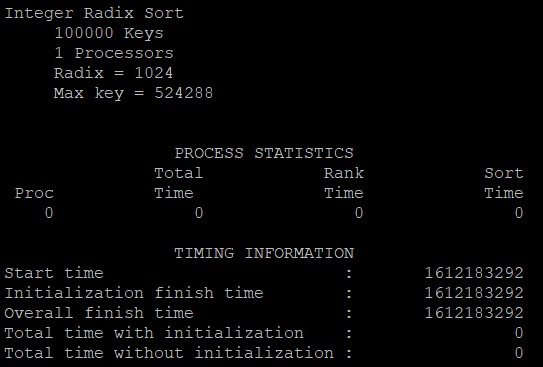 Integer Radix Sort
     100000 Keys
     1 Processors
     Radix = 1024
     Max key = 524288
                 PROCESS STATISTICS
               Total            Rank            Sort
 Proc          Time             Time            Time
    0              0               0               0
                 TIMING INFORMATION
Start time                        :       1612183292
Initialization finish time        :       1612183292
Overall finish time               :       1612183292
Total time with initialization    :                0
Total time without initialization :                0